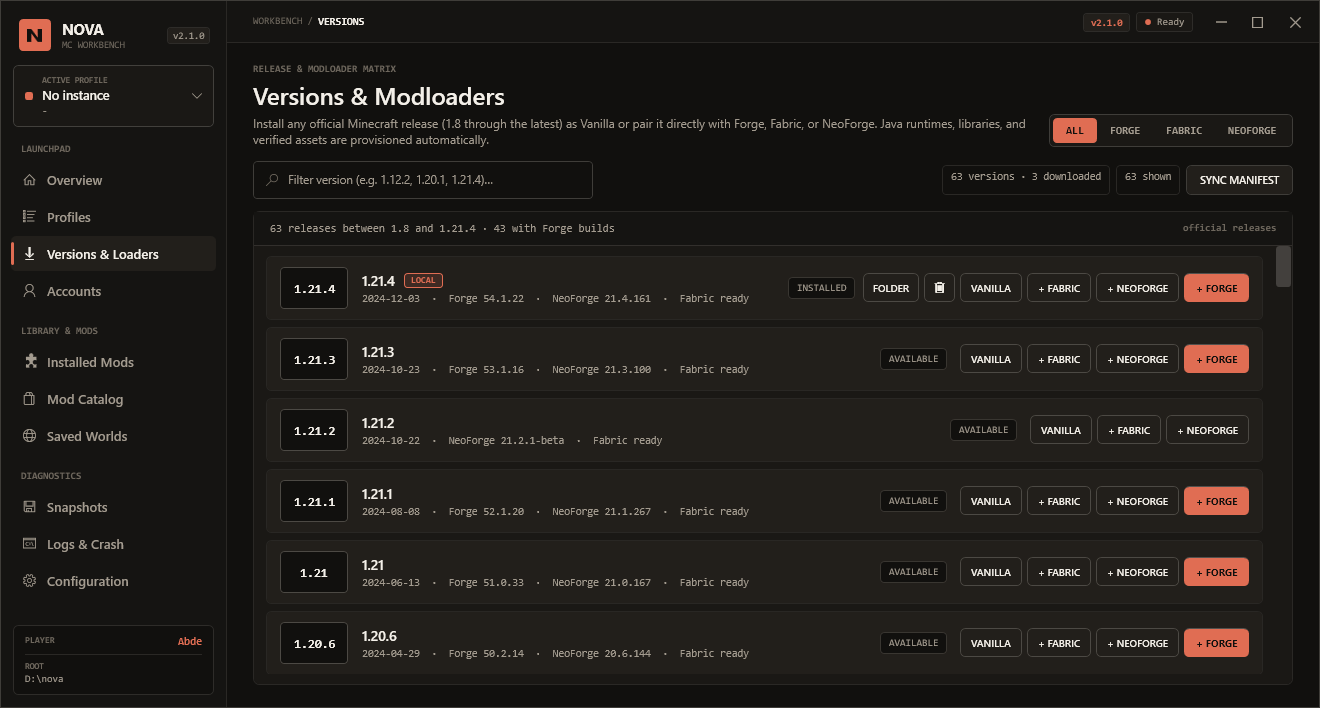 N
NOVA
MC WORKBENCH
v2.1.0
ACTIVE PROFILE
No instance
-
LAUNCHPAD
Overview
Profiles
Versions & Loaders
Accounts
LIBRARY & MODS
Installed Mods
Mod Catalog
Saved Worlds
DIAGNOSTICS
Snapshots
Logs & Crash
Configuration
PLAYER Abde
ROOT
D:\nova
WORKBENCH / VERSIONS
v2.1.0 Ready
RELEASE & MODLOADER MATRIX
Versions & Modloaders
Install any official Minecraft release (1.8 through the latest) as Vanilla or pair it directly with Forge, Fabric, or NeoForge. Java runtimes, libraries, and
verified assets are provisioned automatically.
ALL FORGE FABRIC NEOFORGE
Filter version (e.g. 1.12.2, 1.20.1, 1.21.4)...
63 versions · 3 downloaded 63 shown SYNC MANIFEST
63 releases between 1.8 and 1.21.4 · 43 with Forge builds official releases
1.21.4
1.21.4 LOCAL
2024-12-03 · Forge 54.1.22 · NeoForge 21.4.161 · Fabric ready
INSTALLED FOLDER VANILLA + FABRIC + NEOFORGE + FORGE
1.21.3
1.21.3
2024-10-23 · Forge 53.1.16 · NeoForge 21.3.100 · Fabric ready
AVAILABLE VANILLA + FABRIC + NEOFORGE + FORGE
1.21.2
1.21.2
2024-10-22 · NeoForge 21.2.1-beta · Fabric ready
AVAILABLE VANILLA + FABRIC + NEOFORGE
1.21.1
1.21.1
2024-08-08 · Forge 52.1.20 · NeoForge 21.1.267 · Fabric ready
AVAILABLE VANILLA + FABRIC + NEOFORGE + FORGE
1.21
1.21
2024-06-13 · Forge 51.0.33 · NeoForge 21.0.167 · Fabric ready
AVAILABLE VANILLA + FABRIC + NEOFORGE + FORGE
1.20.6
1.20.6
2024-04-29 · Forge 50.2.14 · NeoForge 20.6.144 · Fabric ready
AVAILABLE VANILLA + FABRIC + NEOFORGE + FORGE